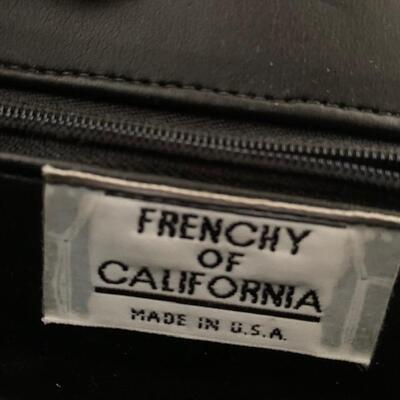 FRENCHY
OF
CALIFORNIA
MADE IN U.S.A.